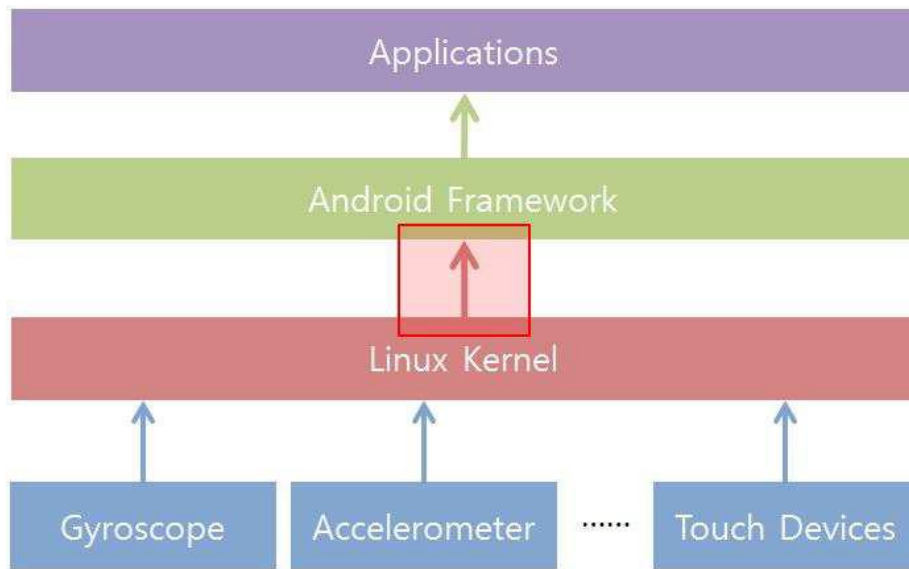 Applications
Android Framework
Linux Kernel
Gyroscope
Accelerometer
......
Touch Devices